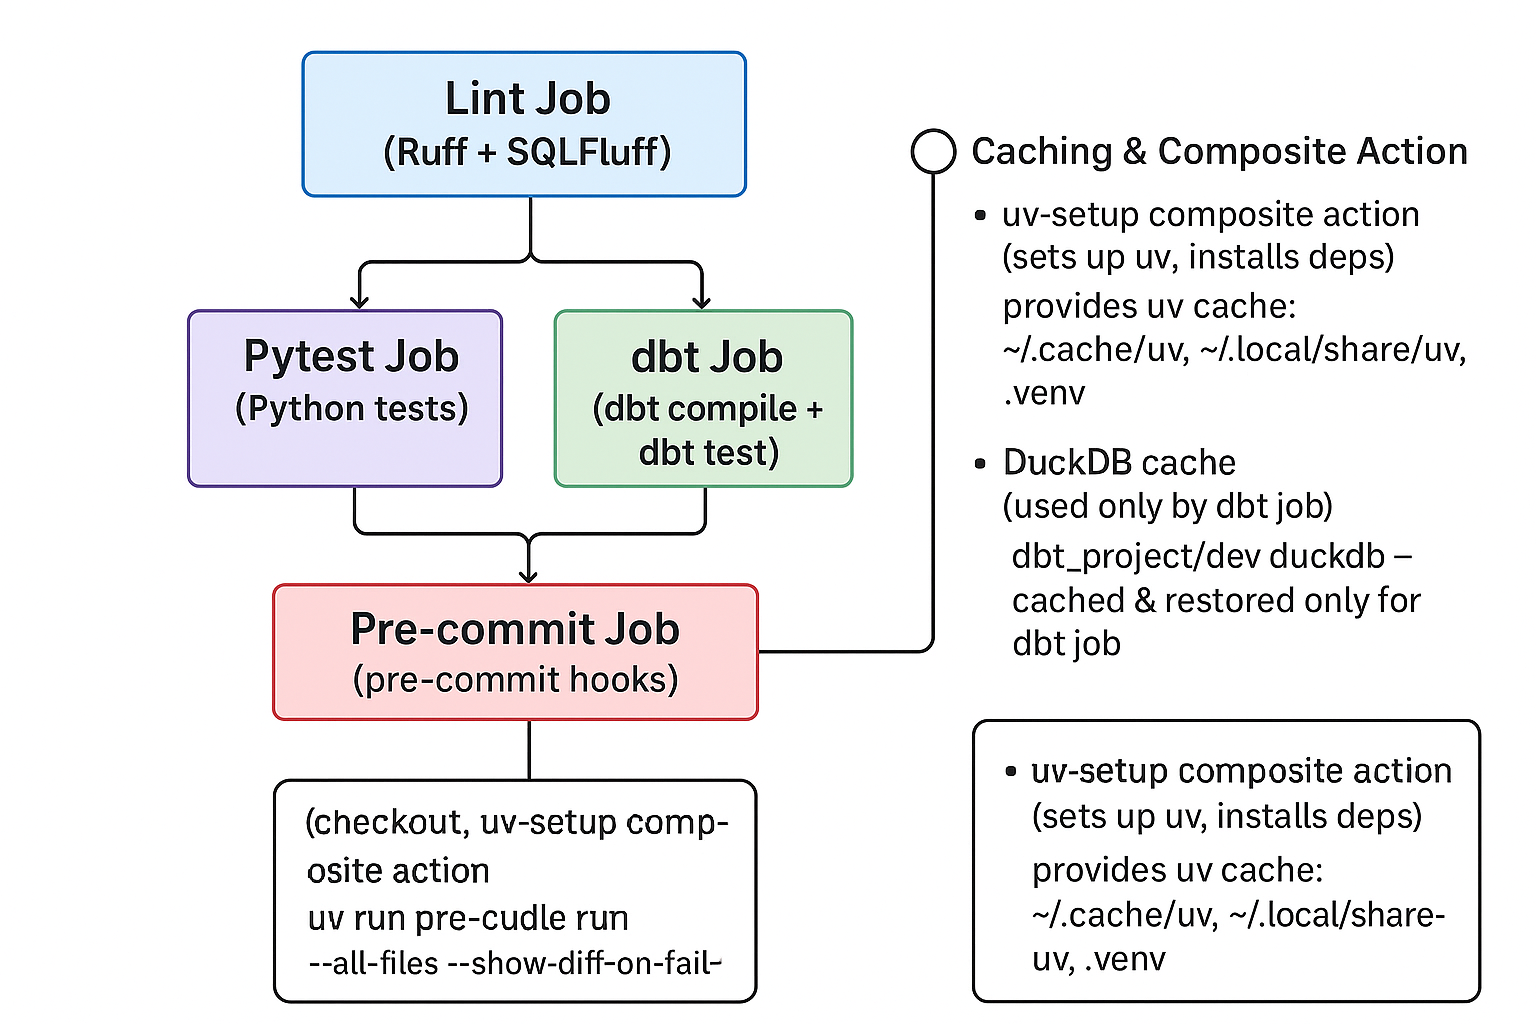 Lint Job
(Ruff + SQLFluff)
Pytest Job
(Python tests)
dbt Job
(dbt compile +
dbt test)
Pre-commit Job
(pre-commit hooks)
(checkout, uv-setup comp-
osite action
uv run pre-cudle run
--all-files --show-diff-on-fail-
Caching & Composite Action
• uv-setup composite action
(sets up uv, installs deps)
provides uv cache:
~/.cache/uv, ~/.local/share/uv,
.venv
• DuckDB cache
(used only by dbt job)
dbt_project/dev duckdb –
cached & restored only for
dbt job
• uv-setup composite action
(sets up uv, installs deps)
provides uv cache:
~/.cache/uv, ~/.local/share-
uv, .venv